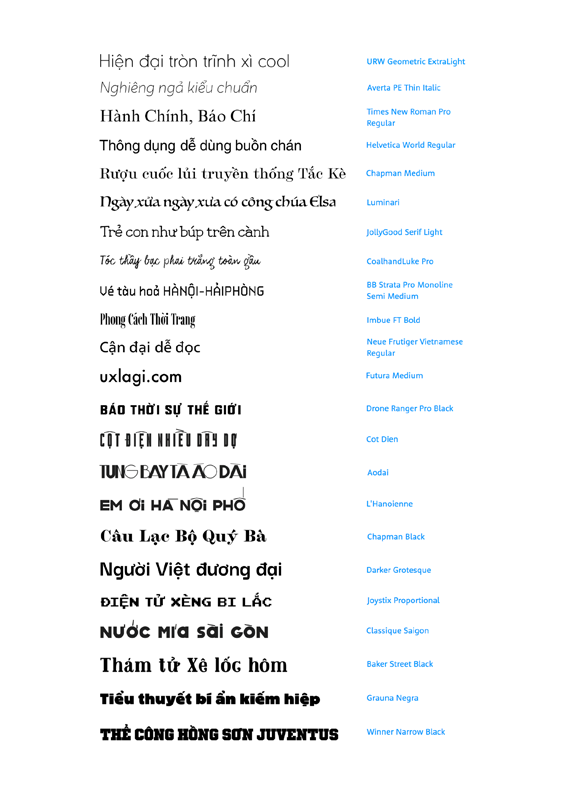 Hiện đại tròn trĩnh xì cool
URW Geometric ExtraLight
Nghiêng ngả kiểu chuẩn
Averta PE Thin Italic
Hành Chính, Báo Chí
Times New Roman Pro
Regular
Thông dụng dễ dùng buồn chán
Helvetica World Regular
Rượu cuốc lủi truyền thống Tắc Kè
Chapman Medium
Ngày xửa ngày xưa có công chúa Elsa
Luminari
Trẻ con như búp trên cành
JollyGood Serif Light
Tóc thầy bạc phai trắng toàn gàu
CoalhandLuke Pro
Vé tàu hoả HÀNỘI-HẢIPHÒNG
BB Strata Pro Monoline
Semi Medium
Phong Cách Thời Trang
Imbue FT Bold
Cận đại dễ đọc
Neue Frutiger Vietnamese
Regular
uxlagi.com
Futura Medium
BÁO THỜI SỰ THẾ GIỚI
Drone Ranger Pro Black
CỘT ĐIỆN NHIỀU DÂY DỢ
Cot Dien
TUNG BAY TÀ ÁO DÀI
Aodai
EM ƠI HÀ NỘI PHỐ
L'Hanoienne
Câu Lạc Bộ Quý Bà
Chapman Black
Người Việt đương đại
Darker Grotesque
ĐIỆN TỬ XÈNG BI LẮC
Joystix Proportional
NƯỚC MÍA SÀI GÒN
Classique Saigon
Thám tử Xê lốc hôm
Baker Street Black
Tiểu thuyết bí ẩn kiếm hiệp
Grauna Negra
THỂ CÔNG HỒNG SƠN JUVENTUS
Winner Narrow Black